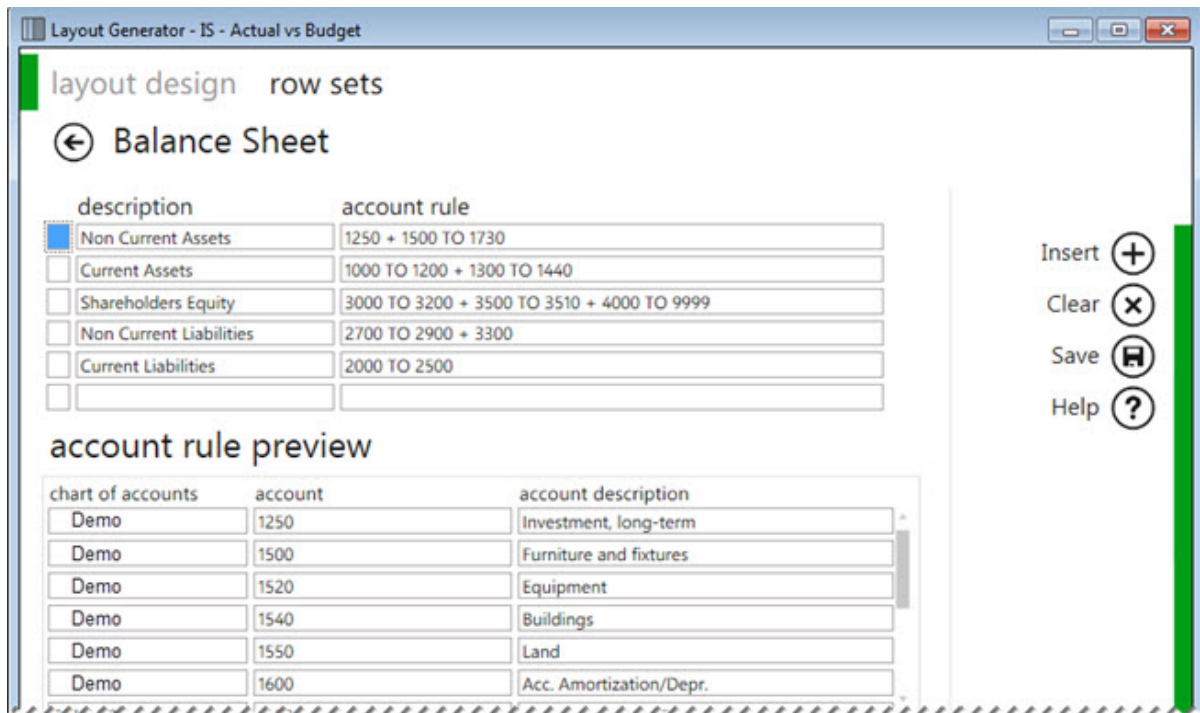 Layout Generator - IS - Actual vs Budget
layout design row sets
Balance Sheet
description account rule
Non Current Assets 1250 + 1500 TO 1730
Current Assets 1000 TO 1200 + 1300 TO 1440
Shareholders Equity 3000 TO 3200 + 3500 TO 3510 + 4000 TO 9999
Non Current Liabilities 2700 TO 2900 + 3300
Current Liabilities 2000 TO 2500
Insert
Clear
Save
Help
account rule preview
chart of accounts account account description
Demo 1250 Investment, long-term
Demo 1500 Furniture and fixtures
Demo 1520 Equipment
Demo 1540 Buildings
Demo 1550 Land
Demo 1600 Acc. Amortization/Depr.